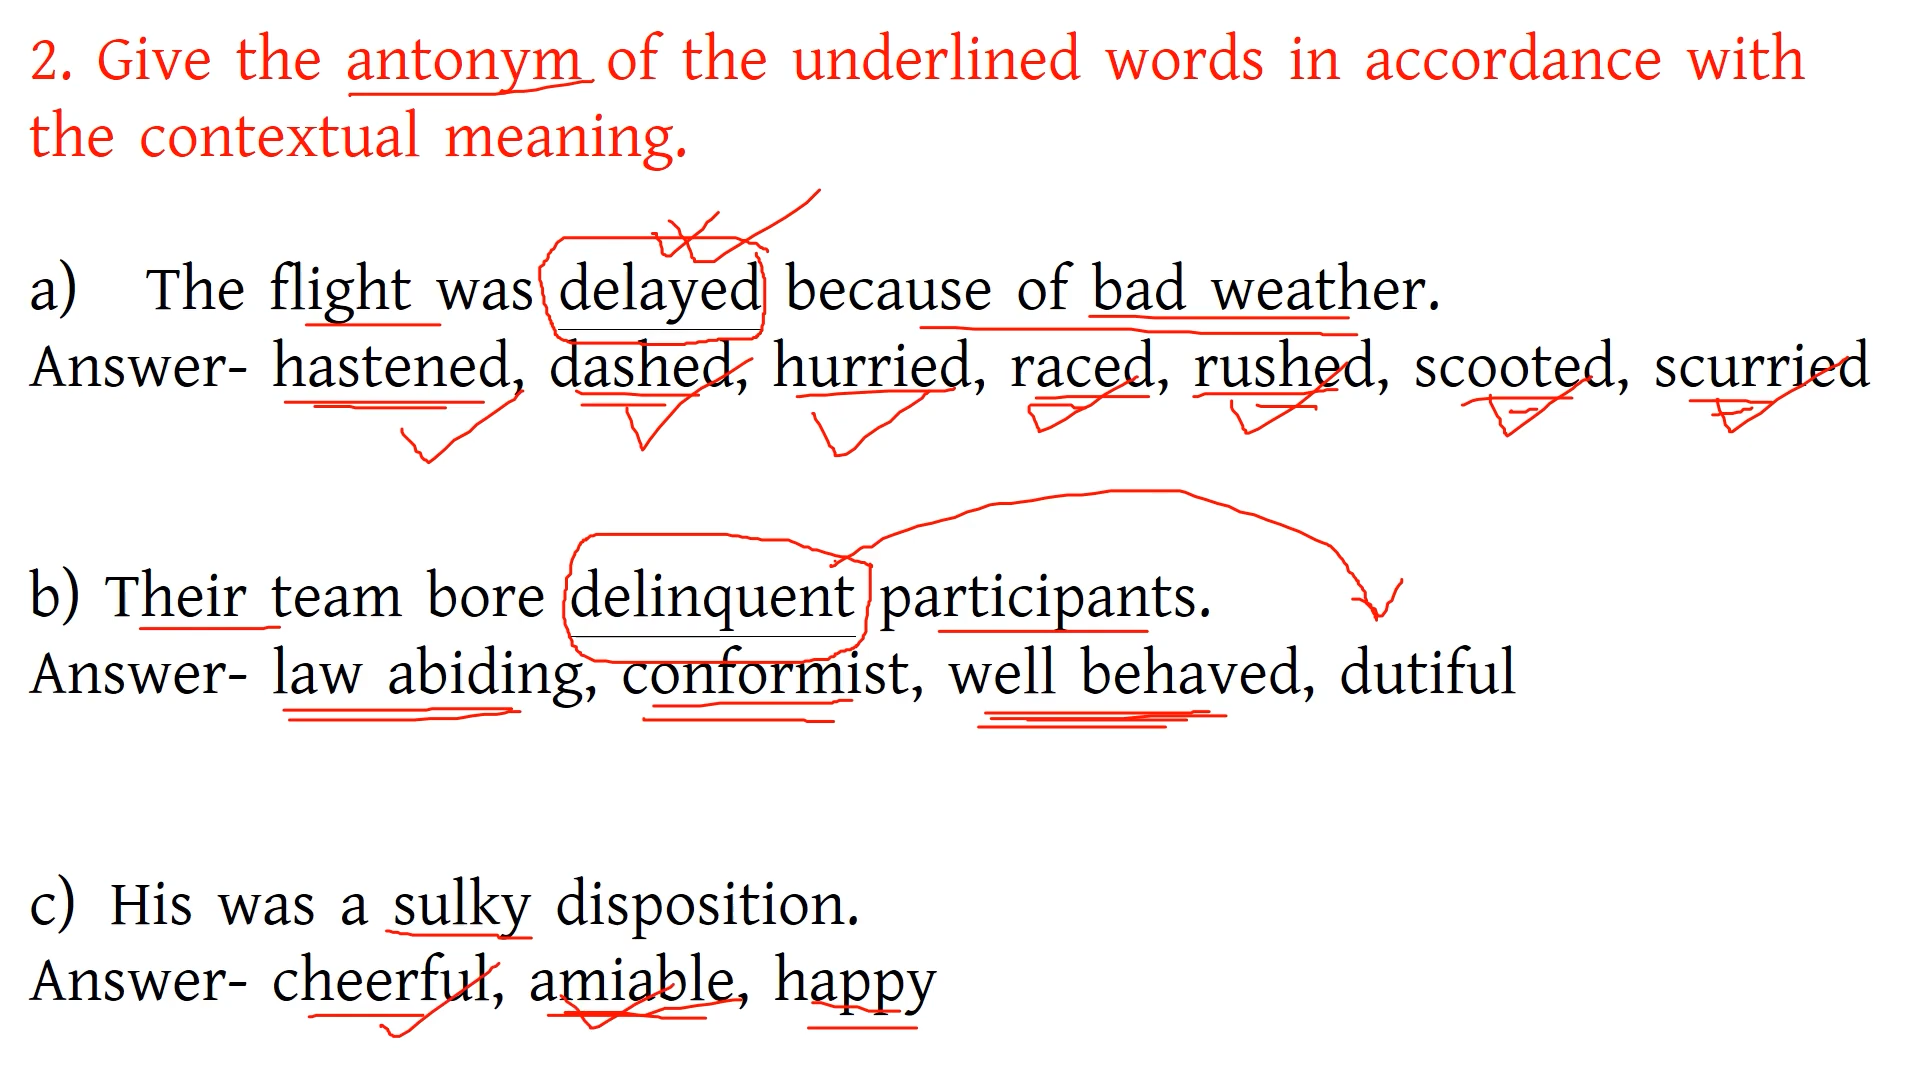 2. Give the antonym of the underlined words in accordance with
the contextual meaning.
a) The flight was delayed because of bad weather.
Answer- hastened, dashed, hurried, raced, rushed, scooted, scurried
b) Their team bore delinquent participants.
Answer- law abiding, conformist, well behaved, dutiful
c) His was a sulky disposition.
Answer- cheerful, amiable, happy